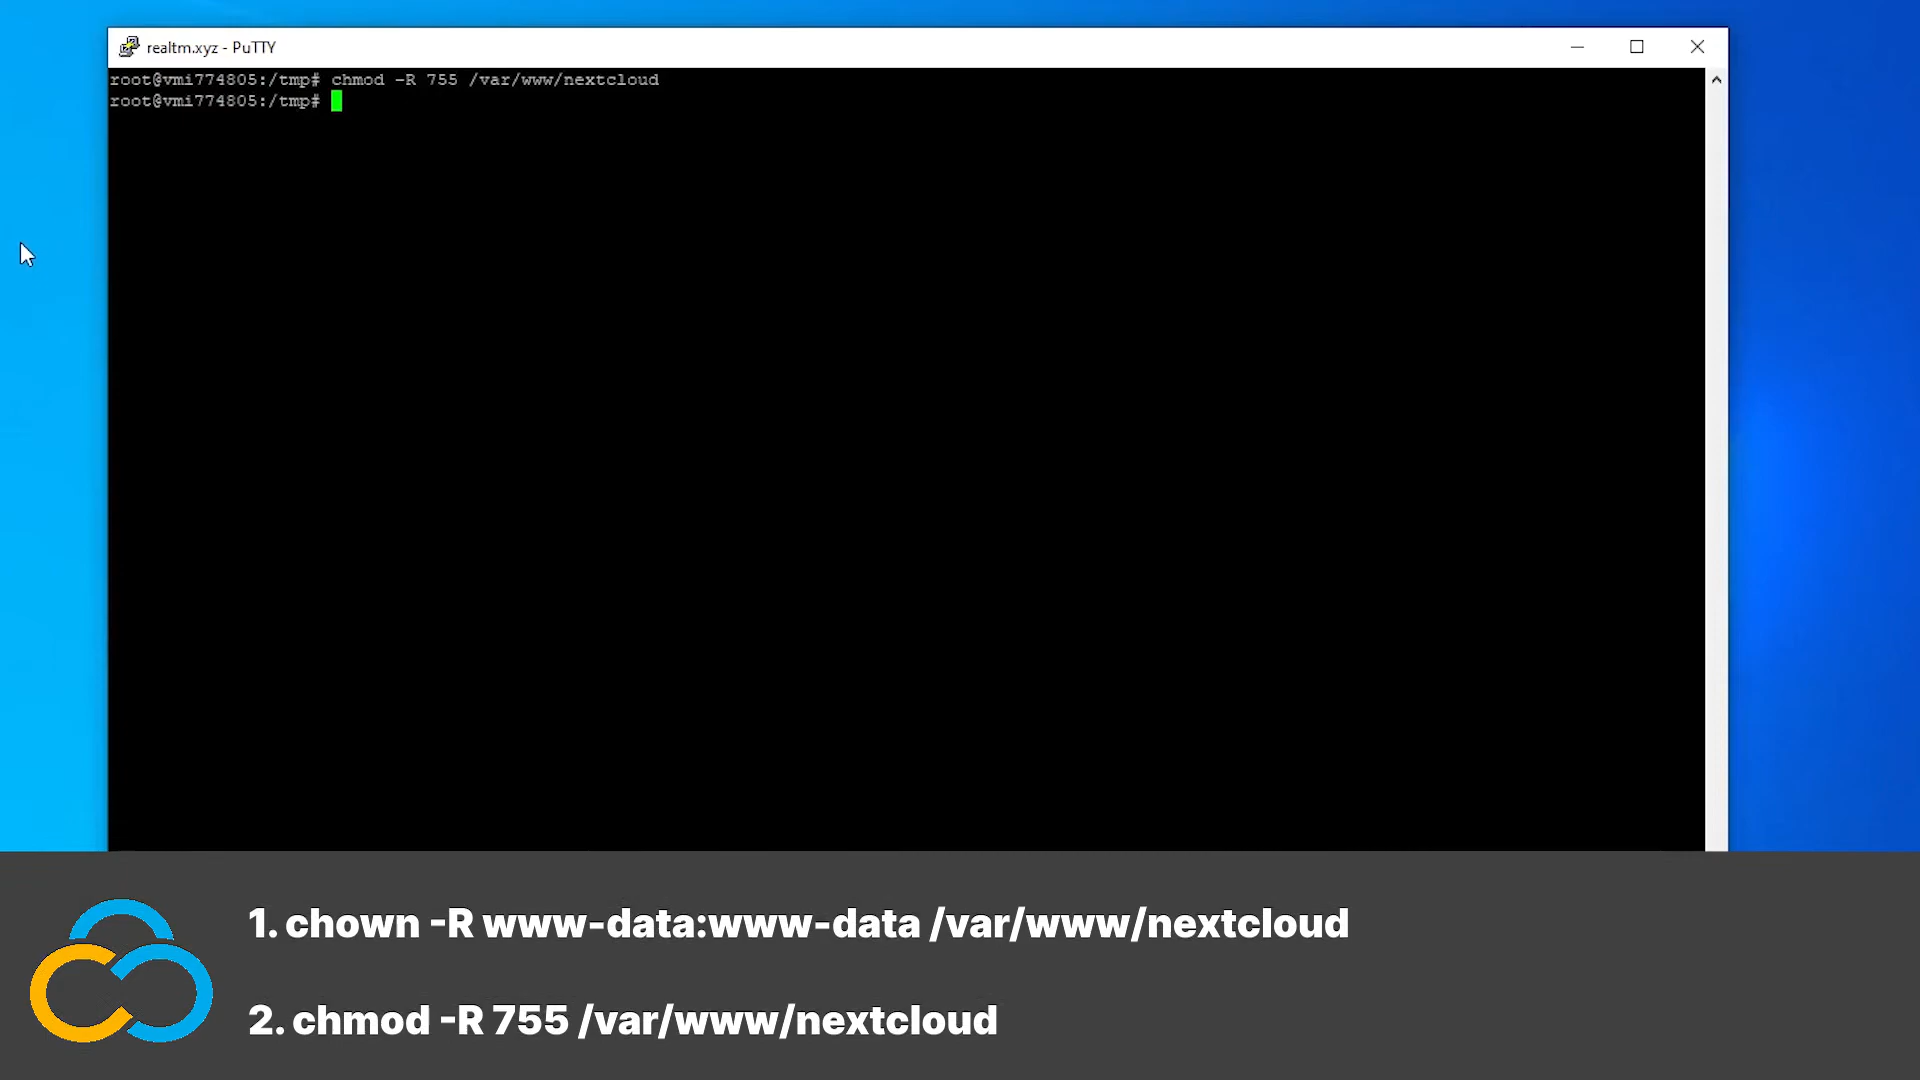 realtm.xyz - PuTTY
root@vmi774805:/tmp# chmod -R 755 /var/www/nextcloud
root@vmi774805:/tmp#
1. chown -R www-data:www-data /var/www/nextcloud
2. chmod -R 755 /var/www/nextcloud